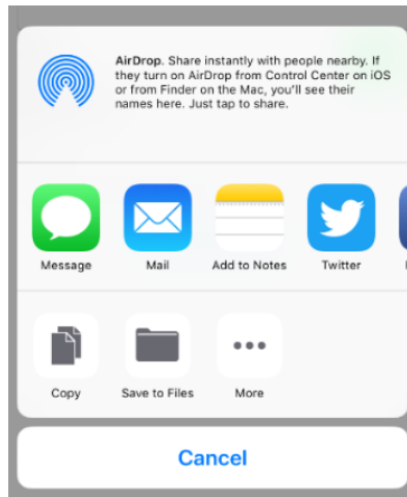 AirDrop. Share instantly with people nearby. If
they turn on AirDrop from Control Center on iOS
or from Finder on the Mac, you'll see their
names here. Just tap to share.
Message
Mail
Add to Notes
Twitter
Copy
Save to Files
More
Cancel